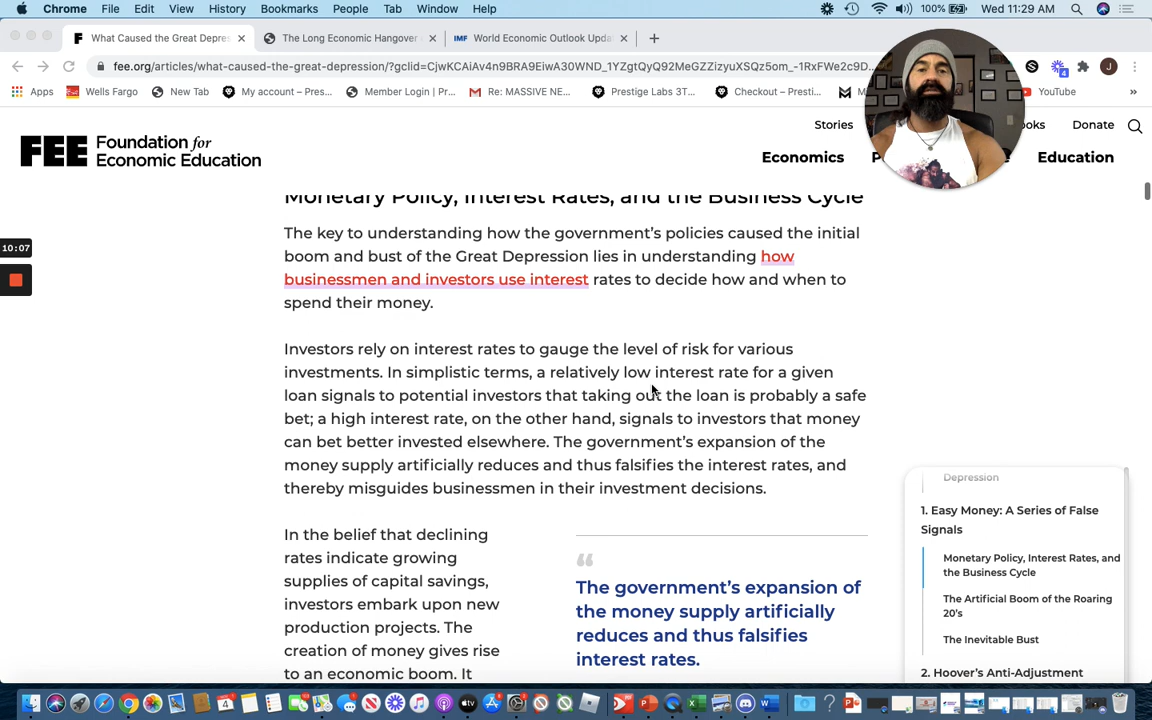 Chrome File Edit View History Bookmarks People Tab Window Help 100% Wed 11:29 AM
What Caused the Great Depres
The Long Economic Hangover
IMF World Economic Outlook Upda
fee.org/articles/what-caused-the-great-depression/?gclid=CjwKCAiAv4n9BRA9EiwA30WND_1YZgtQyQ92MeGZZizyuXSQz5om_-1RxFWe2c9D...
4
J
Apps Wells Fargo My account – Pres... New Tab Member Login | Pr... Re: MASSIVE NE... Prestige Labs 3T... Checkout – Prestig... YouTube »
Stories
Donate
FEE Foundation for
Economic Education
Economics
Education
Monetary Policy, Interest Rates, and the Business Cycle
10:07
The key to understanding how the government's policies caused the initial
boom and bust of the Great Depression lies in understanding how
businessmen and investors use interest rates to decide how and when to
spend their money.
Investors rely on interest rates to gauge the level of risk for various
investments. In simplistic terms, a relatively low interest rate for a given
loan signals to potential investors that taking out the loan is probably a safe
bet; a high interest rate, on the other hand, signals to investors that money
can bet better invested elsewhere. The government's expansion of the
money supply artificially reduces and thus falsifies the interest rates, and
thereby misguides businessmen in their investment decisions.
In the belief that declining
rates indicate growing
supplies of capital savings,
investors embark upon new
production projects. The
creation of money gives rise
to an economic boom. It
“
The government's expansion of
the money supply artificially
reduces and thus falsifies
interest rates.
Depression
1. Easy Money: A Series of False
Signals
Monetary Policy, Interest Rates, and
the Business Cycle
The Artificial Boom of the Roaring
20's
The Inevitable Bust
2. Hoover's Anti-Adjustment